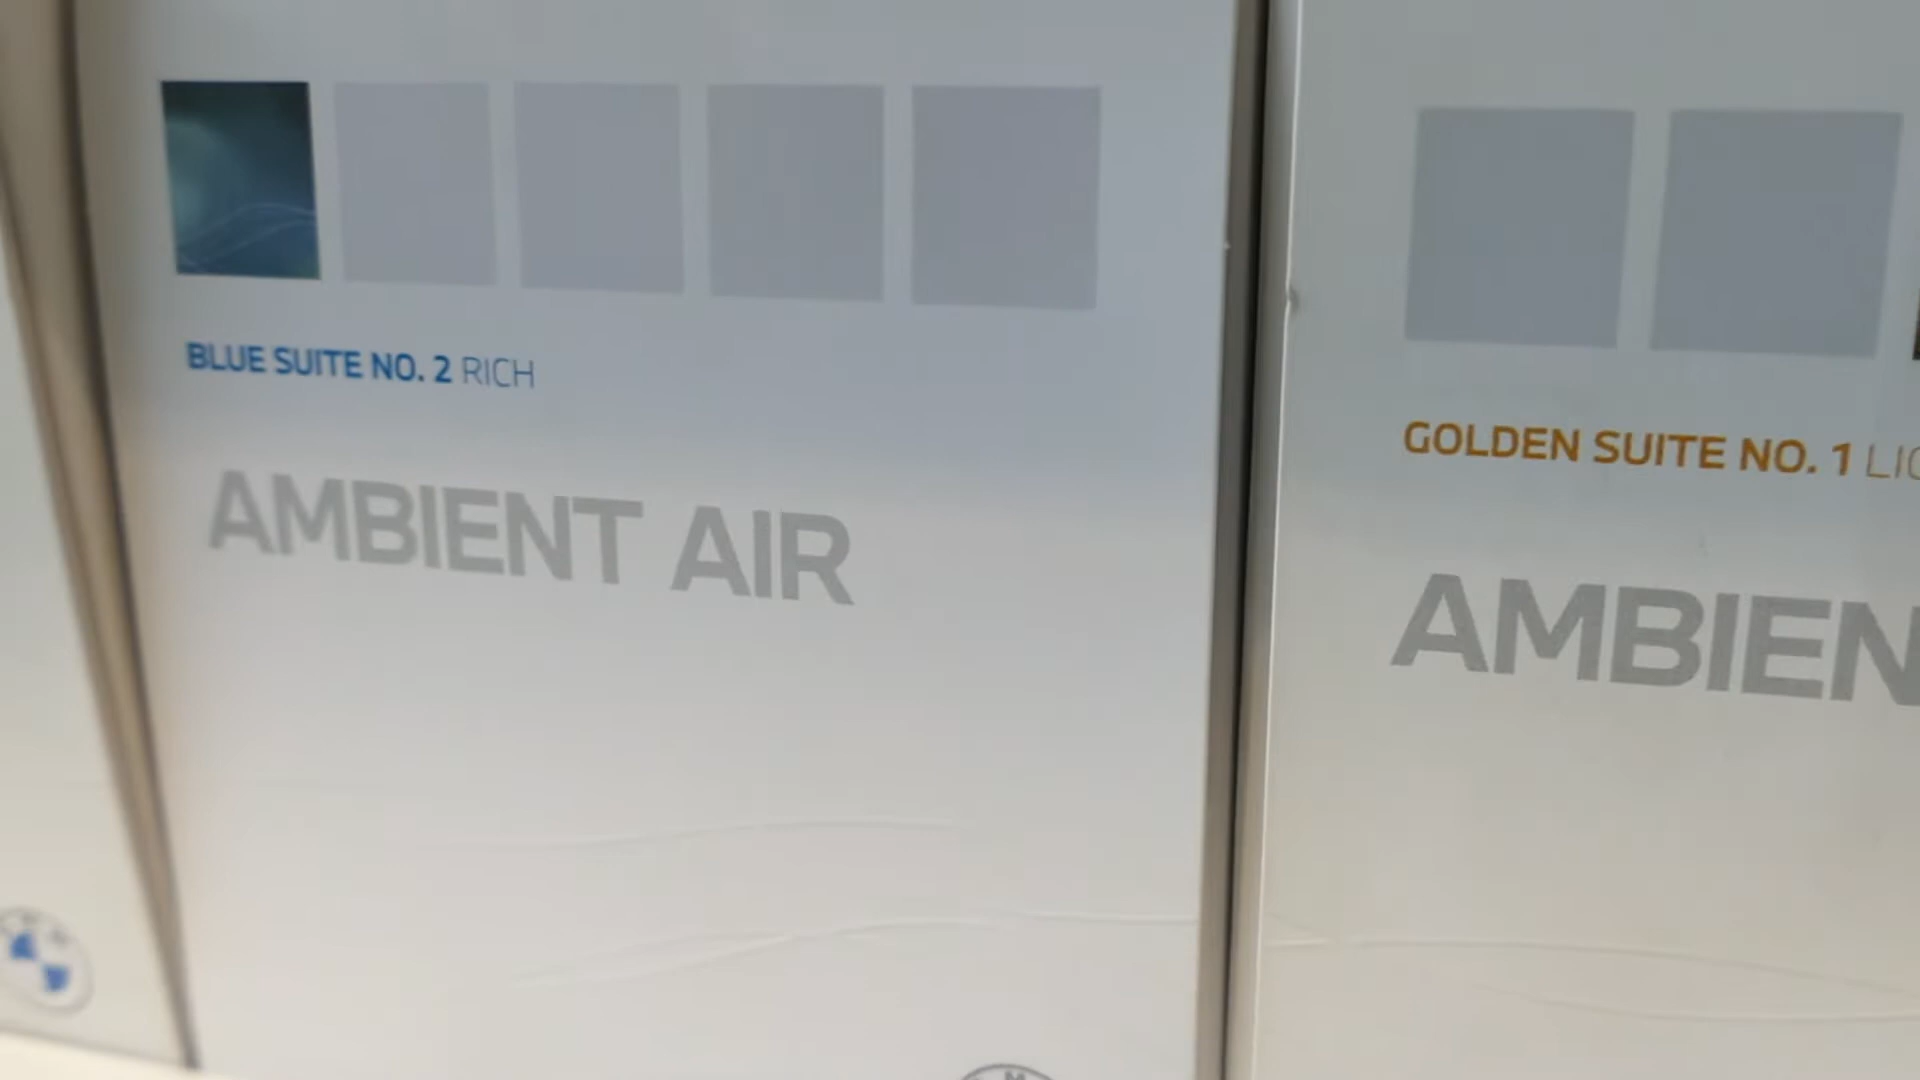 BLUE SUITE NO. 2 RICH
AMBIENT AIR
GOLDEN SUITE NO. 1